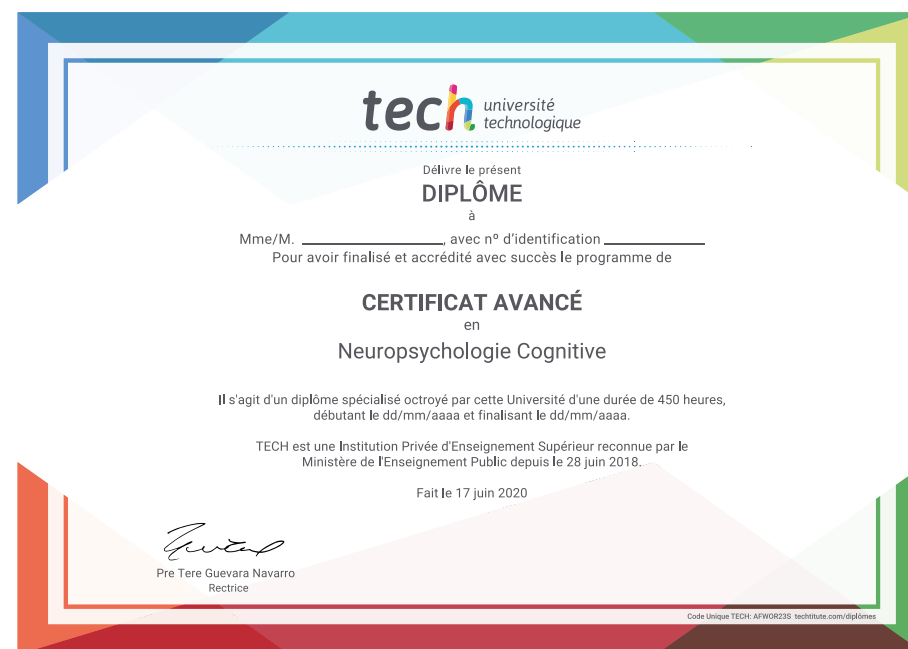 tech université
technologique
Délivre le présent
DIPLÔME
à
Mme/M. ____________________, avec nº d'identification ______________
Pour avoir finalisé et accrédité avec succès le programme de
CERTIFICAT AVANCÉ
en
Neuropsychologie Cognitive
Il s'agit d'un diplôme spécialisé octroyé par cette Université d'une durée de 450 heures,
débutant le dd/mm/aaaa et finalisant le dd/mm/aaaa.
TECH est une Institution Privée d'Enseignement Supérieur reconnue par le
Ministère de l'Enseignement Public depuis le 28 juin 2018.
Fait le 17 juin 2020
Pre Tere Guevara Navarro
Rectrice
Code Unique TECH: AFWOR23S techtitute.com/diplômes